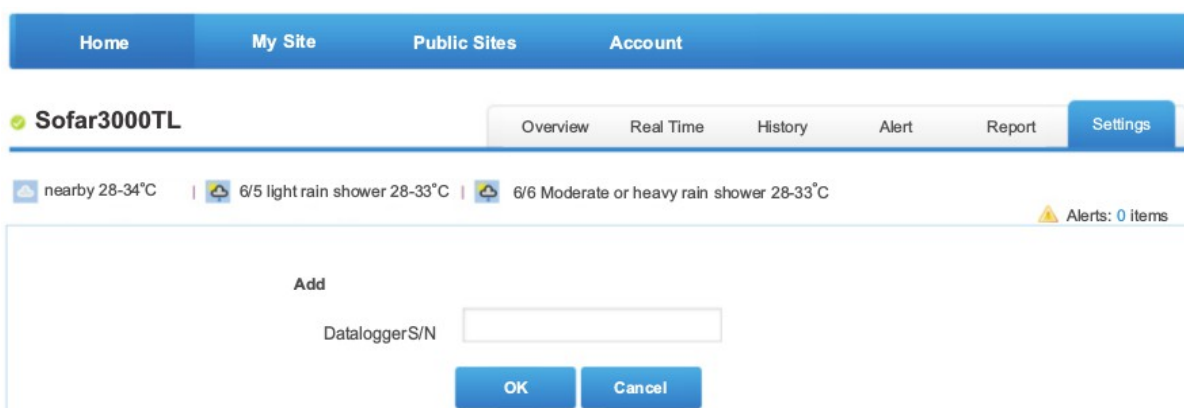 Home My Site Public Sites Account
Sofar3000TL Overview Real Time History Alert Report Settings
nearby 28-34°C | 6/5 light rain shower 28-33°C | 6/6 Moderate or heavy rain shower 28-33°C
Alerts: 0 items
Add
DataloggerS/N
OK Cancel